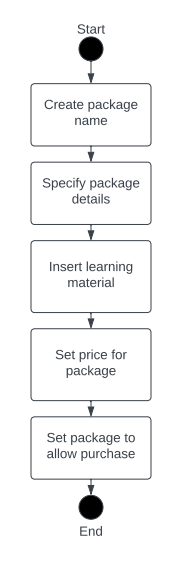 Start
Create package
name
Specify package
details
Insert learning
material
Set price for
package
Set package to
allow purchase
End